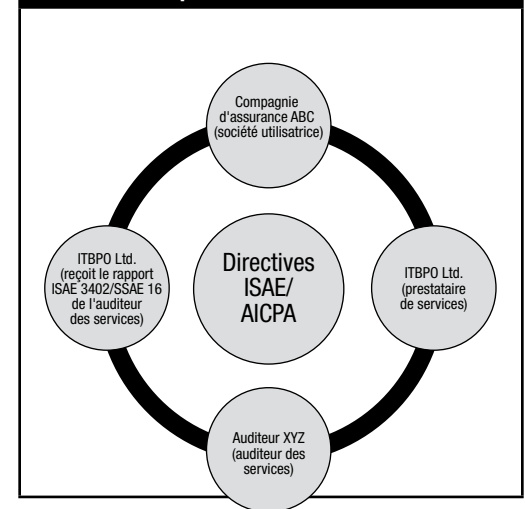 Compagnie
d'assurance ABC
(société utilisatrice)
ITBPO Ltd.
(reçoit le rapport
ISAE 3402/SSAE 16
de l'auditeur
des services)
Directives
ISAE/
AICPA
ITBPO Ltd.
(prestataire
de services)
Auditeur XYZ
(auditeur des
services)